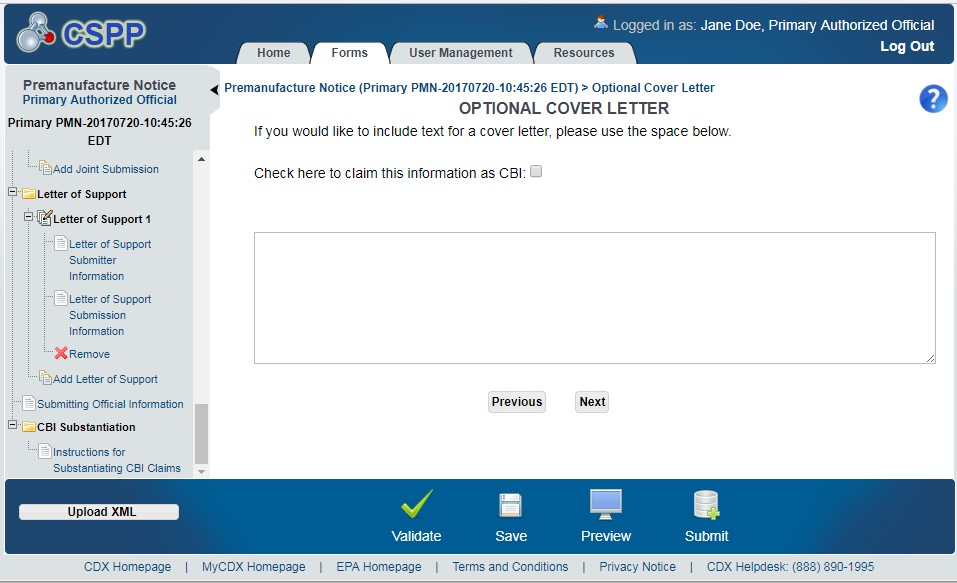 CSPP
Logged in as: Jane Doe, Primary Authorized Official
Log Out
Home
Forms
User Management
Resources
Premanufacture Notice
Primary Authorized Official
Primary PMN-20170720-10:45:26
EDT
Add Joint Submission
Letter of Support
Letter of Support 1
Letter of Support
Submitter
Information
Letter of Support
Submission
Information
Remove
Add Letter of Support
Submitting Official Information
CBI Substantiation
Instructions for
Substantiating CBI Claims
Premanufacture Notice (Primary PMN-20170720-10:45:26 EDT) > Optional Cover Letter
OPTIONAL COVER LETTER
If you would like to include text for a cover letter, please use the space below.
Check here to claim this information as CBI:
?
Previous
Next
Upload XML
Validate
Save
Preview
Submit
CDX Homepage | MyCDX Homepage | EPA Homepage | Terms and Conditions | Privacy Notice | CDX Helpdesk: (888) 890-1995